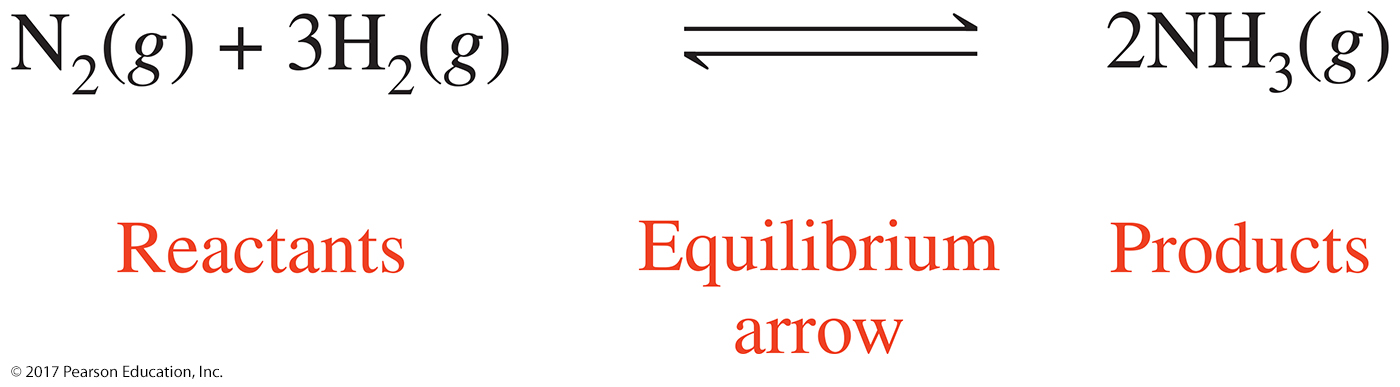 N₂(g) + 3H₂(g) ⇌ 2NH₃(g)
Reactants Equilibrium arrow Products
© 2017 Pearson Education, Inc.